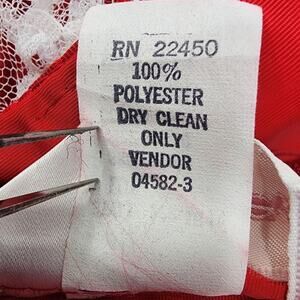 RN 22450
100%
POLYESTER
DRY CLEAN
ONLY
VENDOR
04582-3